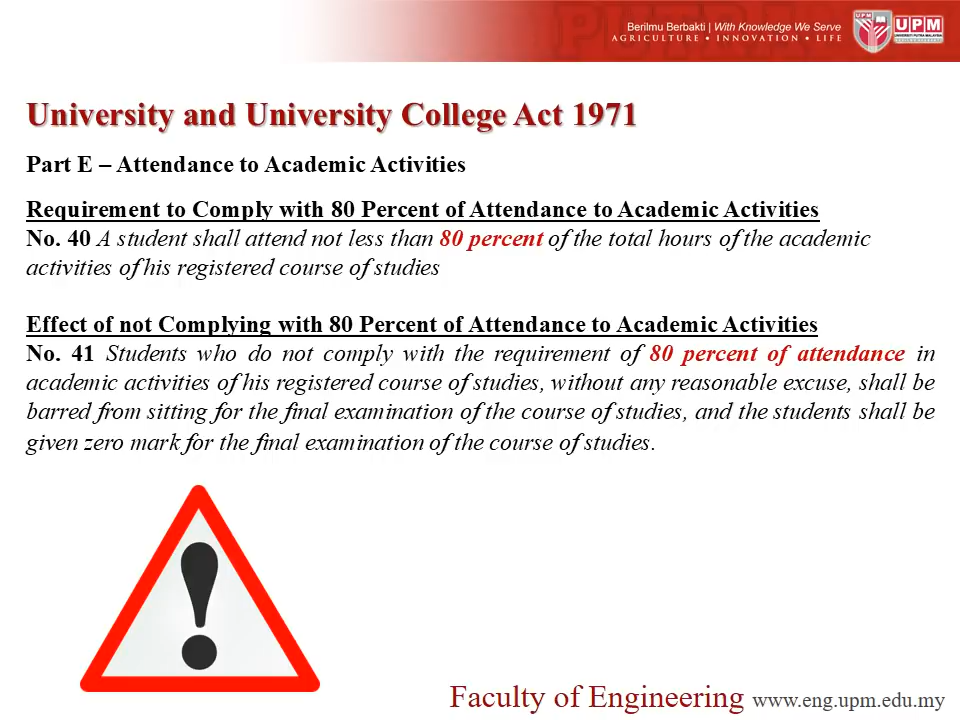 Berilmu Berbakti | With Knowledge We Serve
AGRICULTURE • INNOVATION • LIFE
UPM
UPM
UNIVERSITI PUTRA MALAYSIA
University and University College Act 1971
Part E – Attendance to Academic Activities
Requirement to Comply with 80 Percent of Attendance to Academic Activities
No. 40 A student shall attend not less than 80 percent of the total hours of the academic
activities of his registered course of studies
Effect of not Complying with 80 Percent of Attendance to Academic Activities
No. 41 Students who do not comply with the requirement of 80 percent of attendance in
academic activities of his registered course of studies, without any reasonable excuse, shall be
barred from sitting for the final examination of the course of studies, and the students shall be
given zero mark for the final examination of the course of studies.
Faculty of Engineering www.eng.upm.edu.my